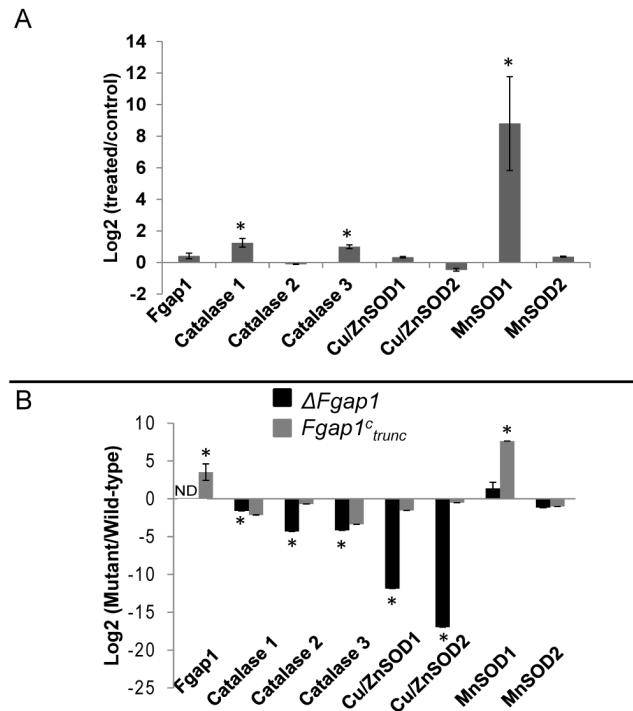 A
Log2 (treated/control)
14
12
10
8
6
4
2
0
-2
*
*
*
Fgap1
Catalase 1
Catalase 2
Catalase 3
Cu/ZnSOD1
Cu/ZnSOD2
MnSOD1
MnSOD2
B
ΔFgap1
Fgap1ᶜtrunc
Log2 (Mutant/Wild-type)
10
5
0
-5
-10
-15
-20
-25
ND
*
*
*
*
*
*
*
Fgap1
Catalase 1
Catalase 2
Catalase 3
Cu/ZnSOD1
Cu/ZnSOD2
MnSOD1
MnSOD2